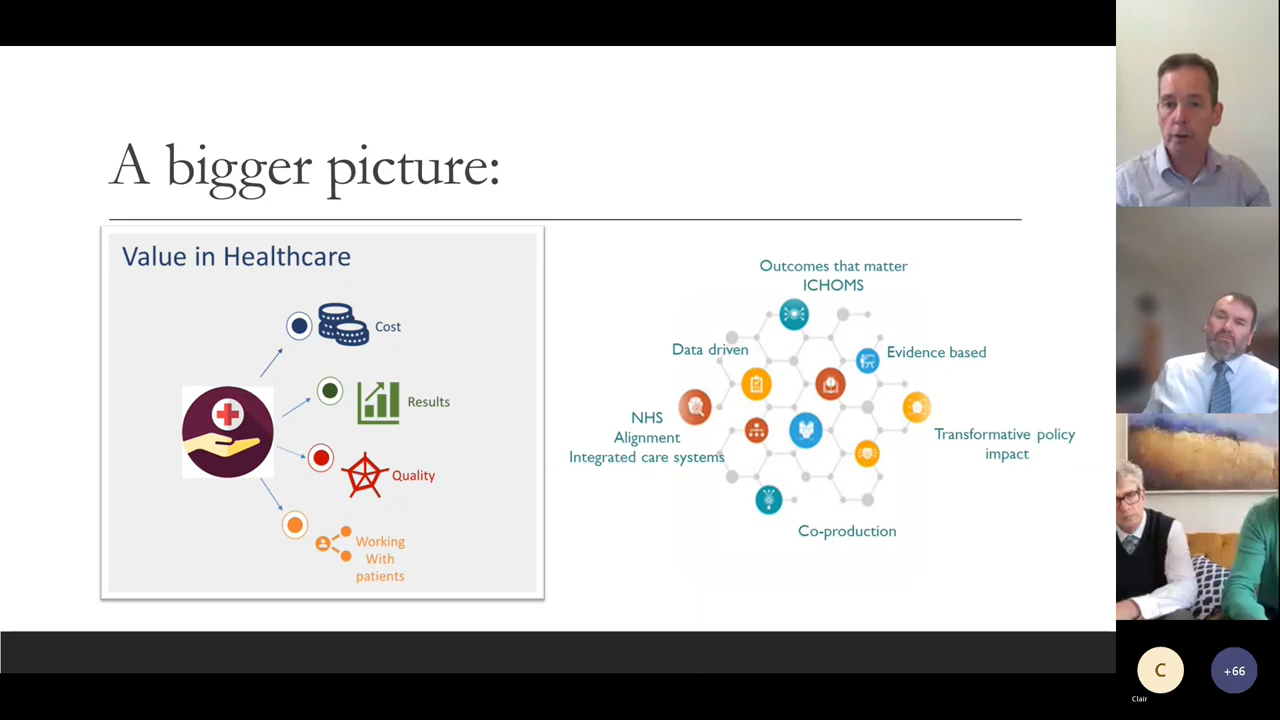 A bigger picture:
Value in Healthcare
Cost
Results
Quality
Working
With
patients
Outcomes that matter
ICHOMS
Data driven
Evidence based
NHS
Alignment
Integrated care systems
Transformative policy
impact
Co-production
C
+66
Clair